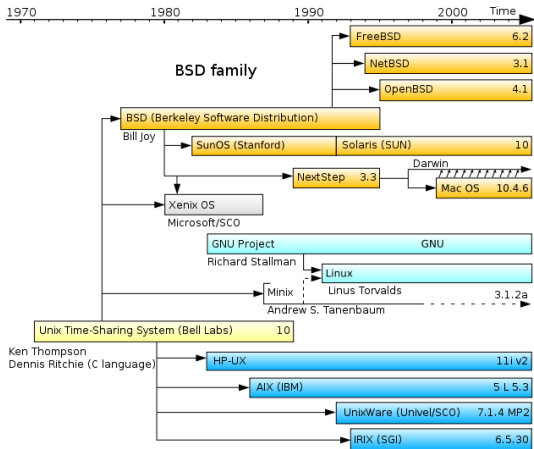 1970 1980 1990 2000 Time
FreeBSD 6.2
BSD family
NetBSD 3.1
OpenBSD 4.1
BSD (Berkeley Software Distribution)
Bill Joy
SunOS (Stanford) Solaris (SUN) 10
Darwin
NextStep 3.3
Mac OS 10.4.6
Xenix OS
Microsoft/SCO
GNU Project GNU
Richard Stallman
Linux
Linus Torvalds
Minix 3.1.2a
Andrew S. Tanenbaum
Unix Time-Sharing System (Bell Labs) 10
Ken Thompson
Dennis Ritchie (C language)
HP-UX 11i v2
AIX (IBM) 5 L 5.3
UnixWare (Univel/SCO) 7.1.4 MP2
IRIX (SGI) 6.5.30